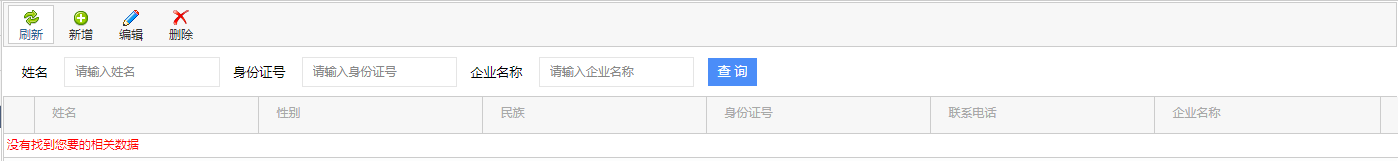 刷新 新增 编辑 删除
姓名 请输入姓名 身份证号 请输入身份证号 企业名称 请输入企业名称 查 询
姓名 性别 民族 身份证号 联系电话 企业名称
没有找到您要的相关数据